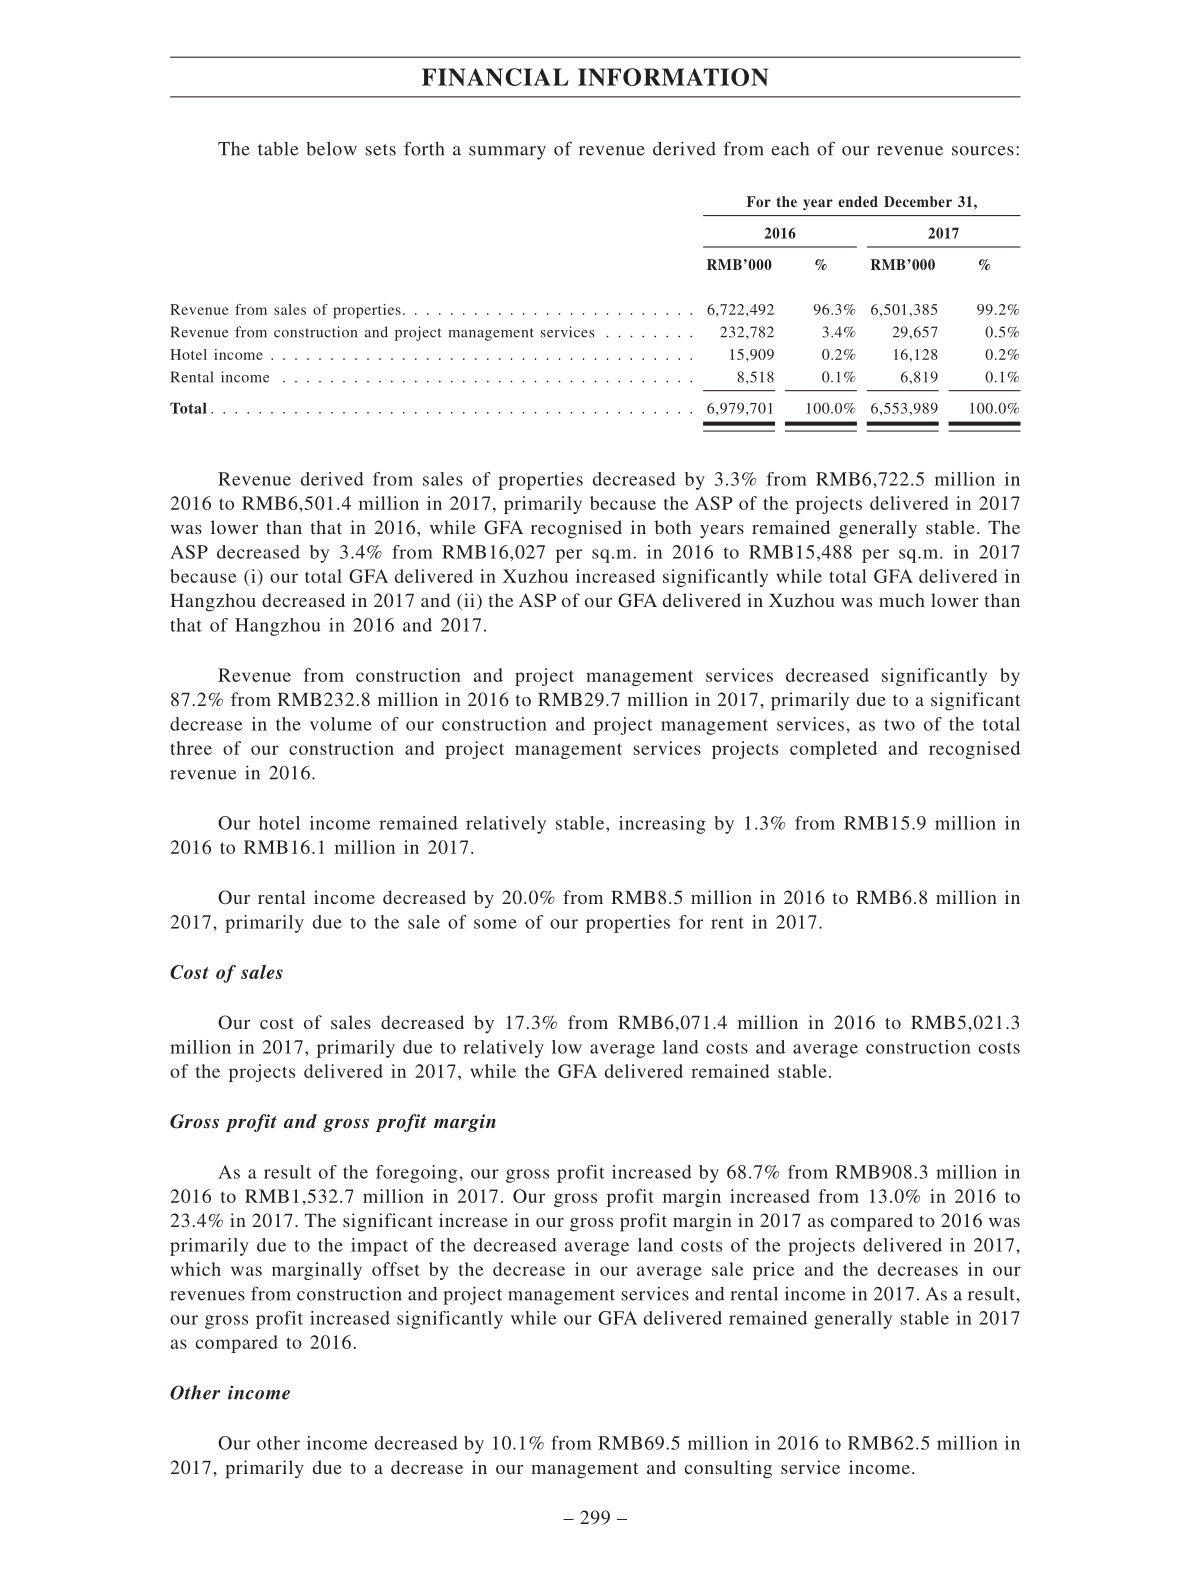 FINANCIAL INFORMATION
The table below sets forth a summary of revenue derived from each of our revenue sources:
For the year ended December 31,
2016 2017
RMB’000 % RMB’000 %
Revenue from sales of properties. . . . . . . . . . . . . . . . . . . . . . . . . 6,722,492 96.3% 6,501,385 99.2%
Revenue from construction and project management services . . . . . . . . 232,782 3.4% 29,657 0.5%
Hotel income . . . . . . . . . . . . . . . . . . . . . . . . . . . . . . . . . . . . 15,909 0.2% 16,128 0.2%
Rental income . . . . . . . . . . . . . . . . . . . . . . . . . . . . . . . . . . . 8,518 0.1% 6,819 0.1%
Total . . . . . . . . . . . . . . . . . . . . . . . . . . . . . . . . . . . . . . . . . 6,979,701 100.0% 6,553,989 100.0%
Revenue derived from sales of properties decreased by 3.3% from RMB6,722.5 million in
2016 to RMB6,501.4 million in 2017, primarily because the ASP of the projects delivered in 2017
was lower than that in 2016, while GFA recognised in both years remained generally stable. The
ASP decreased by 3.4% from RMB16,027 per sq.m. in 2016 to RMB15,488 per sq.m. in 2017
because (i) our total GFA delivered in Xuzhou increased significantly while total GFA delivered in
Hangzhou decreased in 2017 and (ii) the ASP of our GFA delivered in Xuzhou was much lower than
that of Hangzhou in 2016 and 2017.
Revenue from construction and project management services decreased significantly by
87.2% from RMB232.8 million in 2016 to RMB29.7 million in 2017, primarily due to a significant
decrease in the volume of our construction and project management services, as two of the total
three of our construction and project management services projects completed and recognised
revenue in 2016.
Our hotel income remained relatively stable, increasing by 1.3% from RMB15.9 million in
2016 to RMB16.1 million in 2017.
Our rental income decreased by 20.0% from RMB8.5 million in 2016 to RMB6.8 million in
2017, primarily due to the sale of some of our properties for rent in 2017.
Cost of sales
Our cost of sales decreased by 17.3% from RMB6,071.4 million in 2016 to RMB5,021.3
million in 2017, primarily due to relatively low average land costs and average construction costs
of the projects delivered in 2017, while the GFA delivered remained stable.
Gross profit and gross profit margin
As a result of the foregoing, our gross profit increased by 68.7% from RMB908.3 million in
2016 to RMB1,532.7 million in 2017. Our gross profit margin increased from 13.0% in 2016 to
23.4% in 2017. The significant increase in our gross profit margin in 2017 as compared to 2016 was
primarily due to the impact of the decreased average land costs of the projects delivered in 2017,
which was marginally offset by the decrease in our average sale price and the decreases in our
revenues from construction and project management services and rental income in 2017. As a result,
our gross profit increased significantly while our GFA delivered remained generally stable in 2017
as compared to 2016.
Other income
Our other income decreased by 10.1% from RMB69.5 million in 2016 to RMB62.5 million in
2017, primarily due to a decrease in our management and consulting service income.
– 299 –